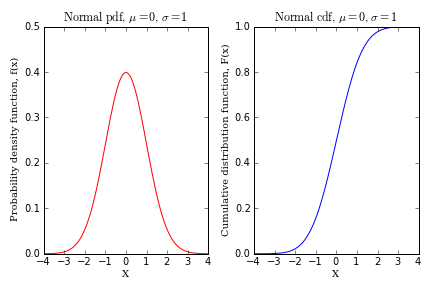 Normal pdf, μ=0, σ=1
Probability density function, f(x)
0.5
0.4
0.3
0.2
0.1
0.0
−4 −3 −2 −1 0 1 2 3 4
X
Normal cdf, μ=0, σ=1
Cumulative distribution function, F(x)
1.0
0.8
0.6
0.4
0.2
0.0
−4 −3 −2 −1 0 1 2 3 4
X